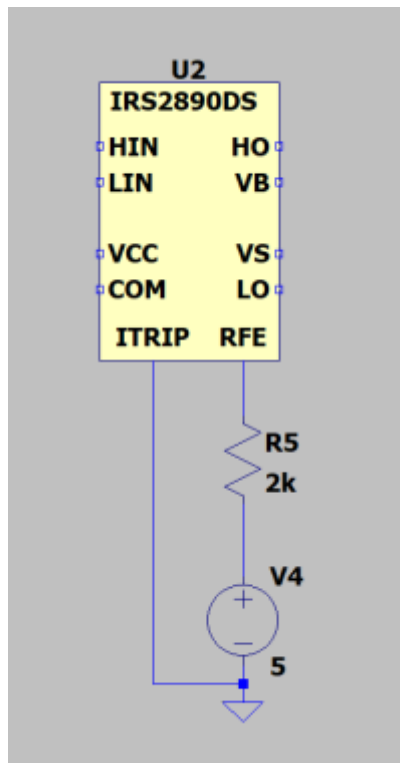 U2
IRS2890DS
HIN HO
LIN VB
VCC VS
COM LO
ITRIP RFE
R5
2k
V4
5